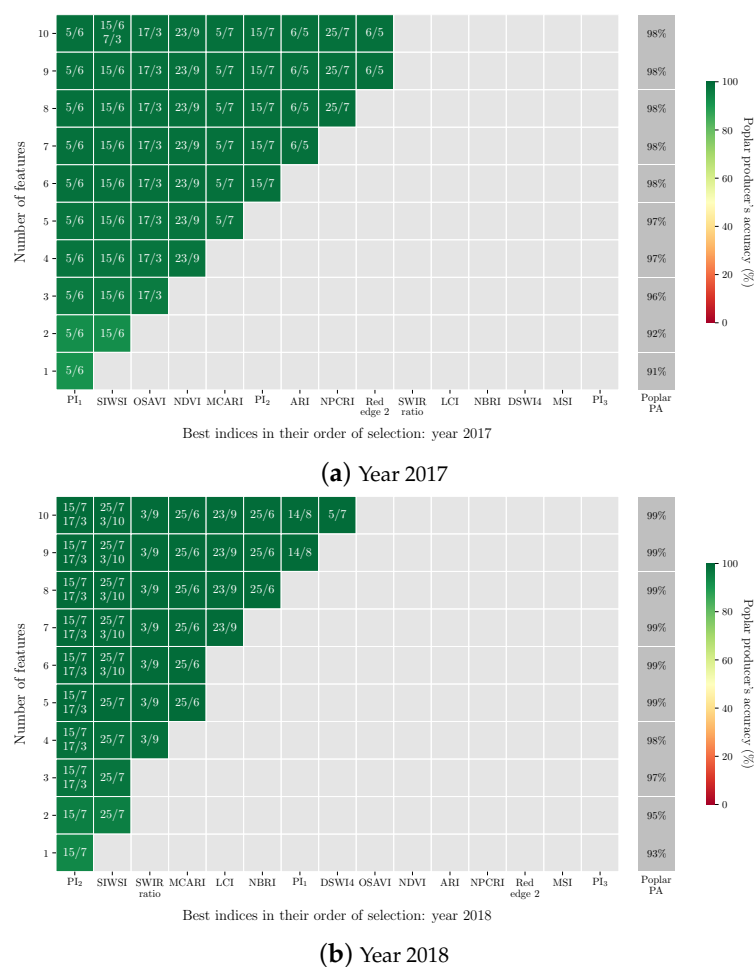 10 5/6 15/6 7/3 17/3 23/9 5/7 15/7 6/5 25/7 6/5 98%
9 5/6 15/6 17/3 23/9 5/7 15/7 6/5 25/7 6/5 98%
8 5/6 15/6 17/3 23/9 5/7 15/7 6/5 25/7 98%
7 5/6 15/6 17/3 23/9 5/7 15/7 6/5 98%
6 5/6 15/6 17/3 23/9 5/7 15/7 98%
5 5/6 15/6 17/3 23/9 5/7 97%
4 5/6 15/6 17/3 23/9 97%
3 5/6 15/6 17/3 96%
2 5/6 15/6 92%
1 5/6 91%
Number of features
PI₁ SIWSI OSAVI NDVI MCARI PI₂ ARI NPCRI Red edge 2 SWIR ratio LCI NBRI DSWI4 MSI PI₃ Poplar PA
Best indices in their order of selection: year 2017
100
80
60
40
20
0
Poplar producer's accuracy (%)
(a) Year 2017
10 15/7 17/3 25/7 3/10 3/9 25/6 23/9 25/6 14/8 5/7 99%
9 15/7 17/3 25/7 3/10 3/9 25/6 23/9 25/6 14/8 99%
8 15/7 17/3 25/7 3/10 3/9 25/6 23/9 25/6 99%
7 15/7 17/3 25/7 3/10 3/9 25/6 23/9 99%
6 15/7 17/3 25/7 3/10 3/9 25/6 99%
5 15/7 17/3 25/7 3/9 25/6 99%
4 15/7 17/3 25/7 3/9 98%
3 15/7 17/3 25/7 97%
2 15/7 25/7 95%
1 15/7 93%
Number of features
PI₂ SIWSI SWIR ratio MCARI LCI NBRI PI₁ DSWI4 OSAVI NDVI ARI NPCRI Red edge 2 MSI PI₃ Poplar PA
Best indices in their order of selection: year 2018
100
80
60
40
20
0
Poplar producer's accuracy (%)
(b) Year 2018